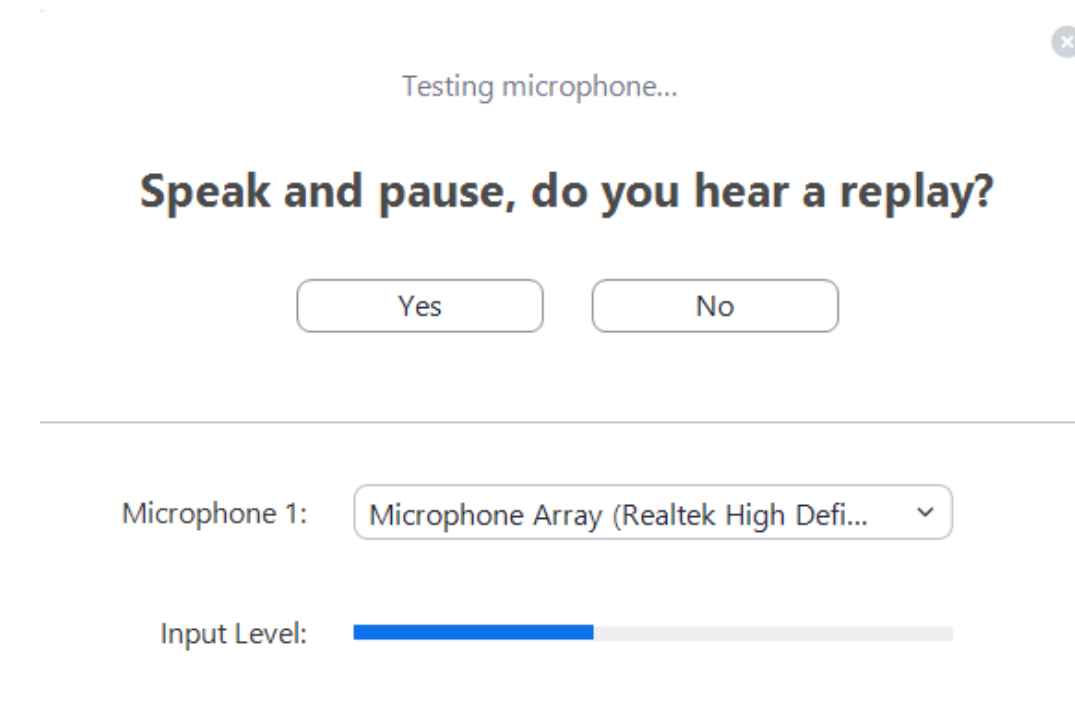 Testing microphone...
Speak and pause, do you hear a replay?
Yes
No
Microphone 1:
Microphone Array (Realtek High Defi...
Input Level: